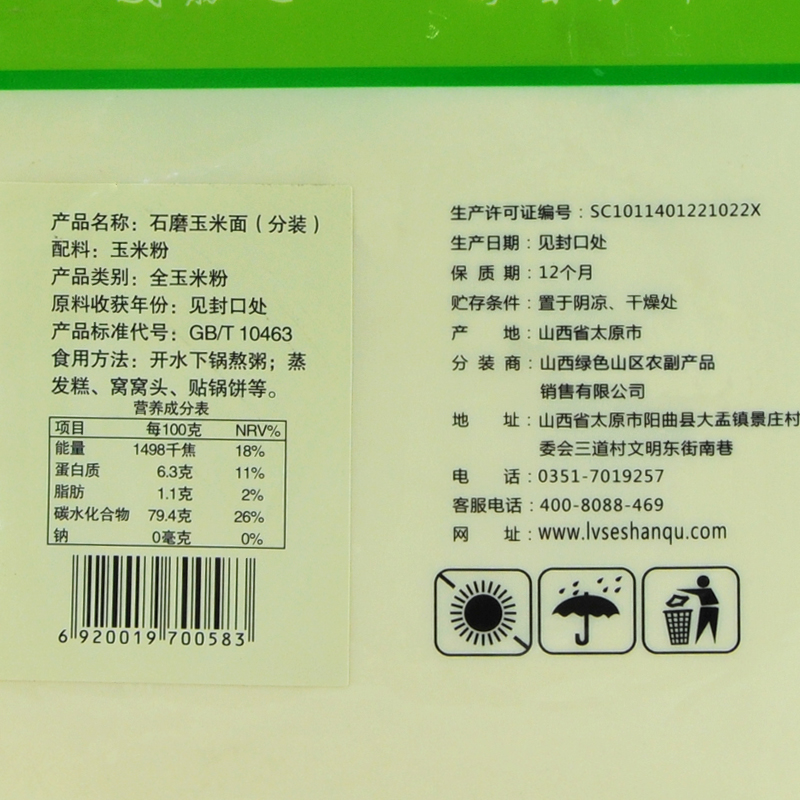 产品名称：石磨玉米面（分装）
配料：玉米粉
产品类别：全玉米粉
原料收获年份：见封口处
产品标准代号：GB/T 10463
食用方法：开水下锅熬粥；蒸
发糕、窝窝头、贴锅饼等。
营养成分表
项目 每100克 NRV%
能量 1498千焦 18%
蛋白质 6.3克 11%
脂肪 1.1克 2%
碳水化合物 79.4克 26%
钠 0毫克 0%
6 920019 700583
生产许可证编号：SC1011401221022X
生产日期：见封口处
保质期：12个月
贮存条件：置于阴凉、干燥处
产地：山西省太原市
分装商：山西绿色山区农副产品
销售有限公司
地址：山西省太原市阳曲县大盂镇景庄村
委会三道村文明东街南巷
电话：0351-7019257
客服电话：400-8088-469
网址：www.lvseshanqu.com